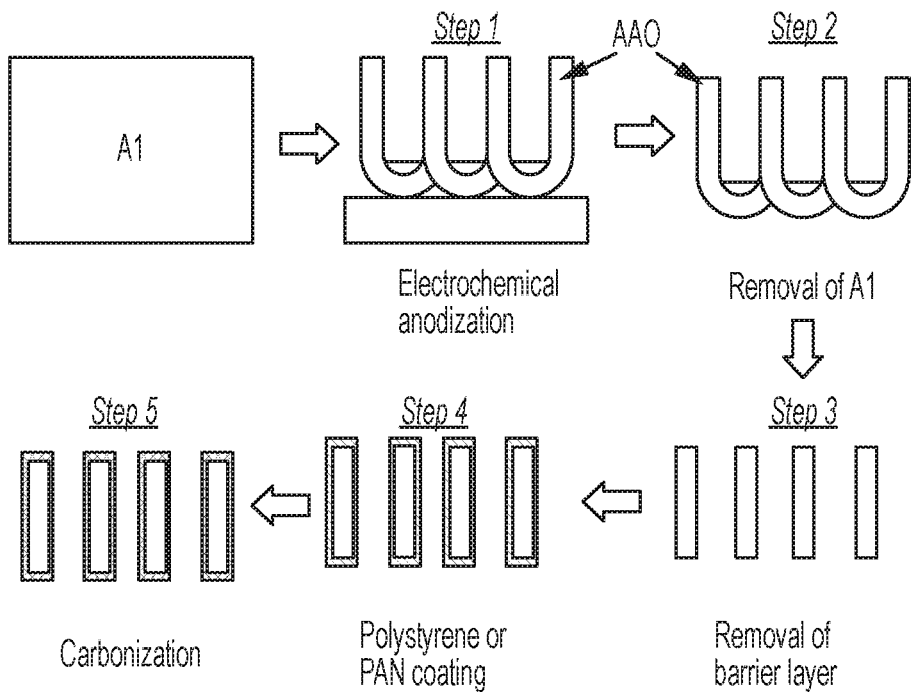 Step 1
AAO
Step 2
A1
Electrochemical
anodization
Removal of A1
Step 5
Step 4
Step 3
Carbonization
Polystyrene or
PAN coating
Removal of
barrier layer